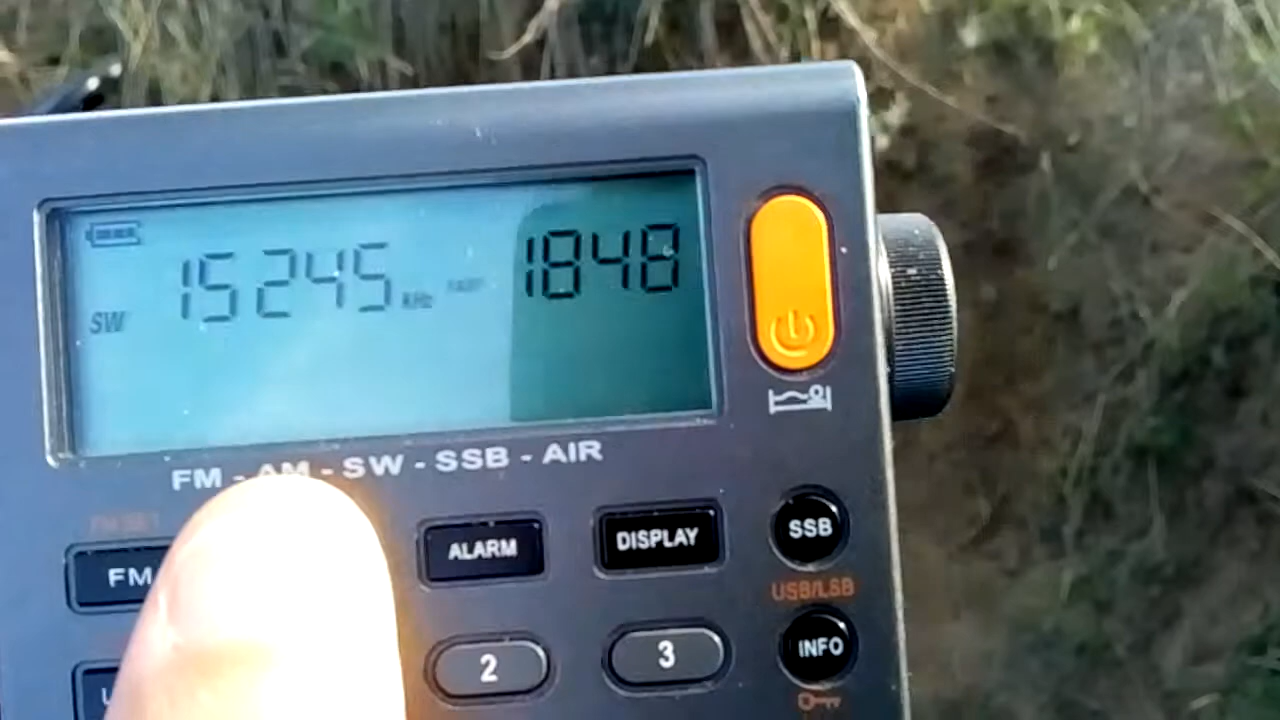 15245 kHz 1848
SW
FM - AM - SW - SSB - AIR
FM
ALARM
DISPLAY
SSB
USB/LSB
2
3
INFO